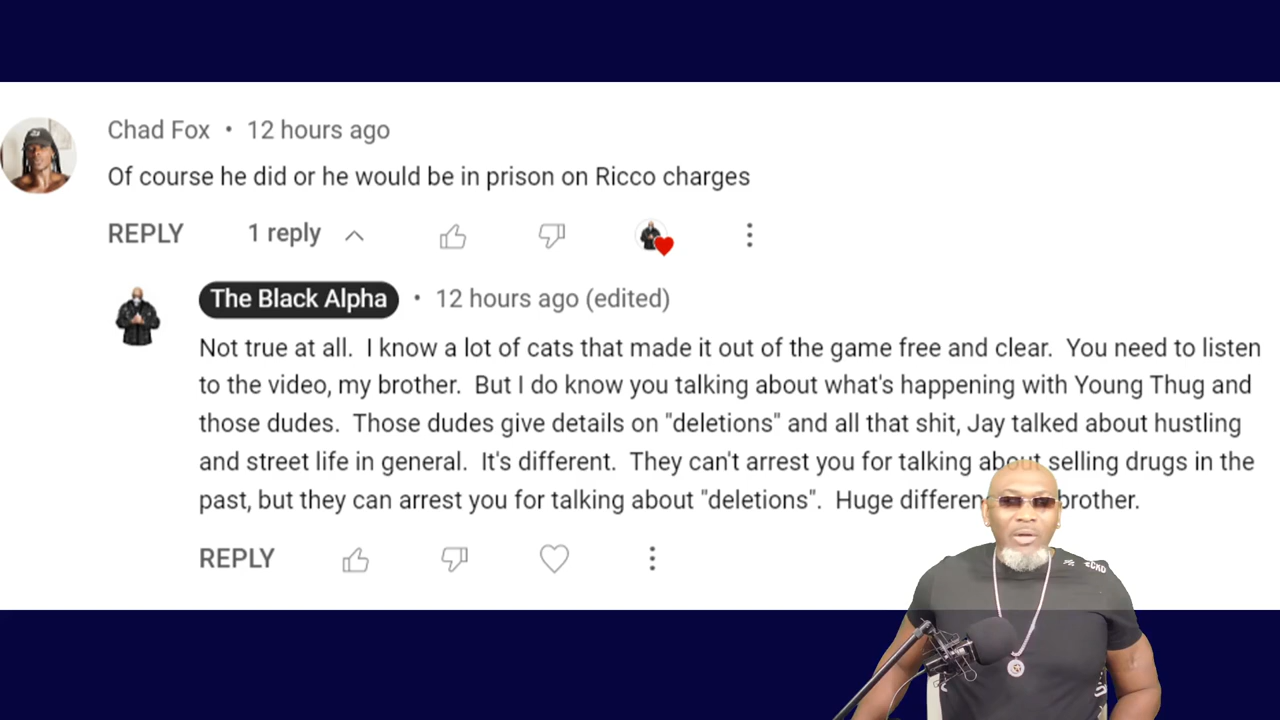 Chad Fox • 12 hours ago
Of course he did or he would be in prison on Ricco charges
REPLY 1 reply
The Black Alpha • 12 hours ago (edited)
Not true at all. I know a lot of cats that made it out of the game free and clear. You need to listen
to the video, my brother. But I do know you talking about what's happening with Young Thug and
those dudes. Those dudes give details on "deletions" and all that shit, Jay talked about hustling
and street life in general. It's different. They can't arrest you for talking about selling drugs in the
past, but they can arrest you for talking about "deletions". Huge brother.
REPLY